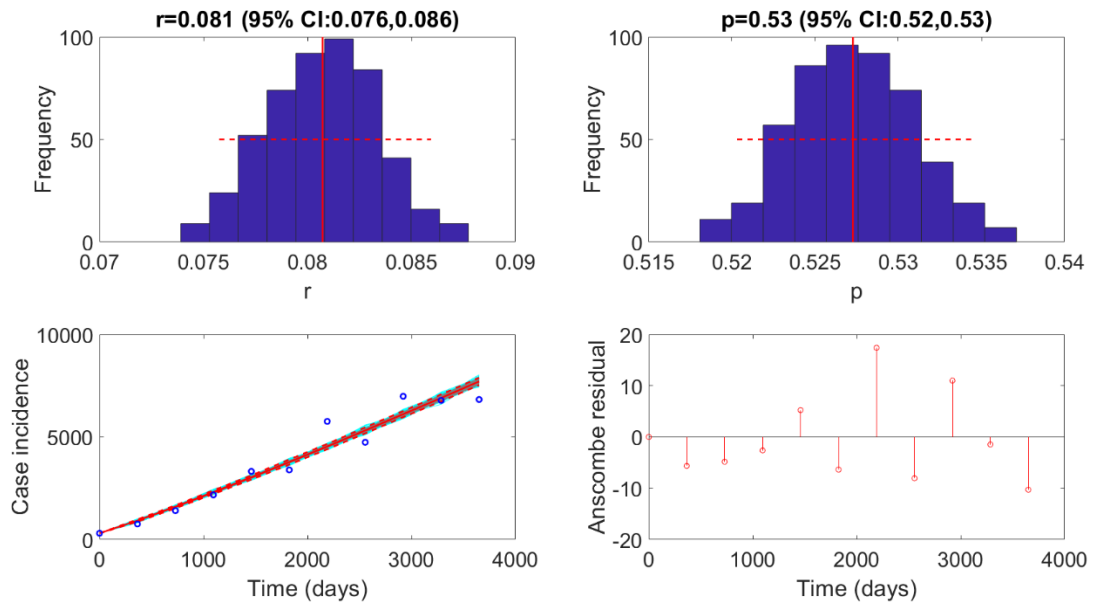 r=0.081 (95% CI:0.076,0.086)
100
50
0
Frequency
0.07 0.075 0.08 0.085 0.09
r
p=0.53 (95% CI:0.52,0.53)
100
50
0
Frequency
0.515 0.52 0.525 0.53 0.535 0.54
p
10000
5000
0
Case incidence
0 1000 2000 3000 4000
Time (days)
20
10
0
-10
-20
Anscombe residual
0 1000 2000 3000 4000
Time (days)